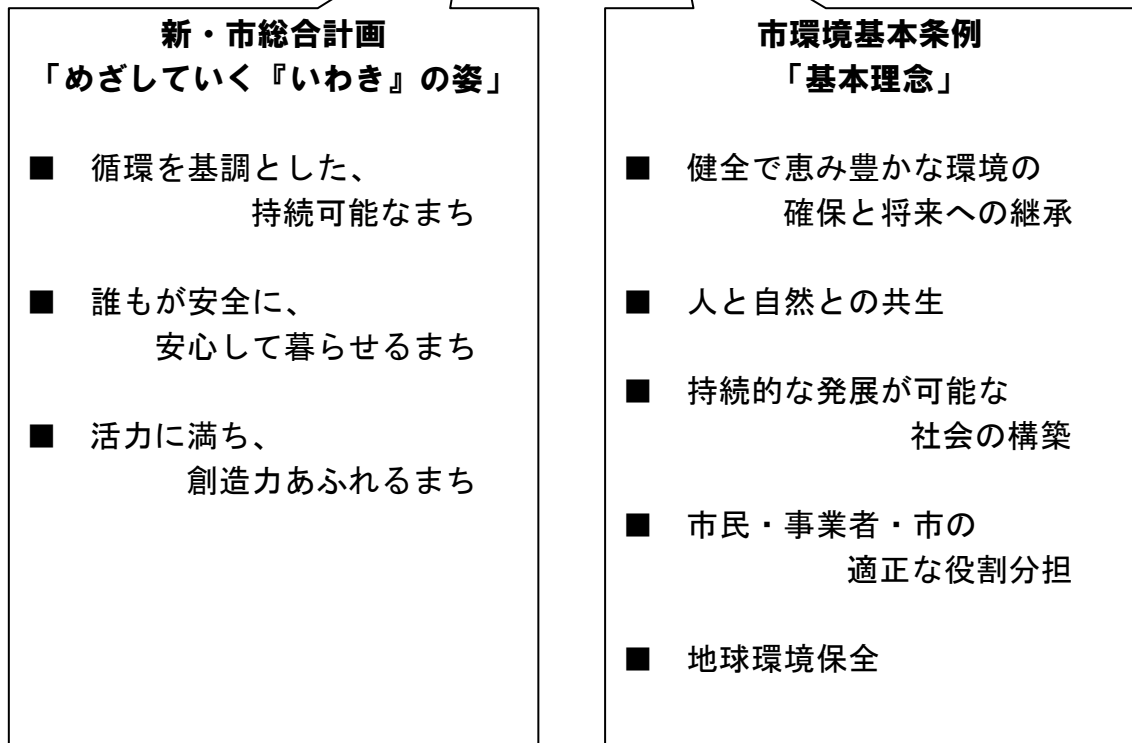 新・市総合計画
「めざしていく『いわき』の姿」
■ 循環を基調とした、
持続可能なまち
■ 誰もが安全に、
安心して暮らせるまち
■ 活力に満ち、
創造力あふれるまち
市環境基本条例
「基本理念」
■ 健全で恵み豊かな環境の
確保と将来への継承
■ 人と自然との共生
■ 持続的な発展が可能な
社会の構築
■ 市民・事業者・市の
適正な役割分担
■ 地球環境保全